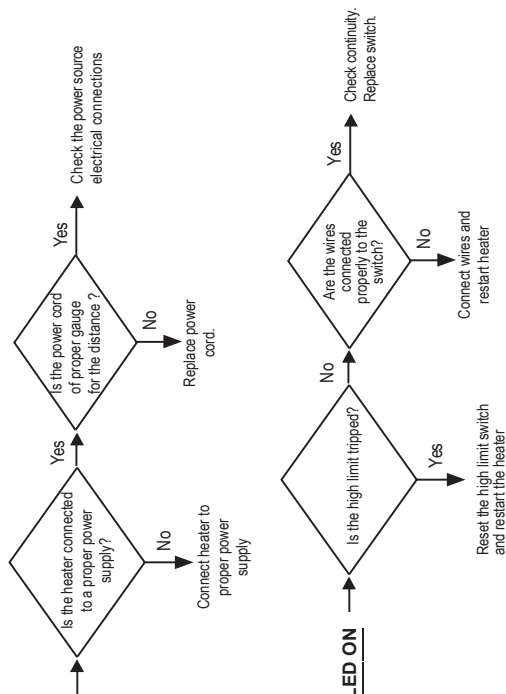 Is the heater connected
to a proper power
supply?
Yes
No
Connect heater to
proper power
supply
Is the power cord
of proper gauge
for the distance ?
Yes
No
Replace power
cord.
Check the power source
electrical connections
LED ON
Is the high limit tripped?
No
Yes
Reset the high limit switch
and restart the heater
Are the wires
connected
properly to the
switch?
Yes
No
Connect wires and
restart heater
Check continuity.
Replace switch.